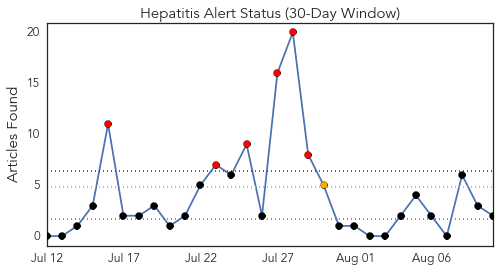 Hepatitis Alert Status (30-Day Window)
Articles Found
20
15
10
5
0
Jul 12
Jul 17
Jul 22
Jul 27
Aug 01
Aug 06